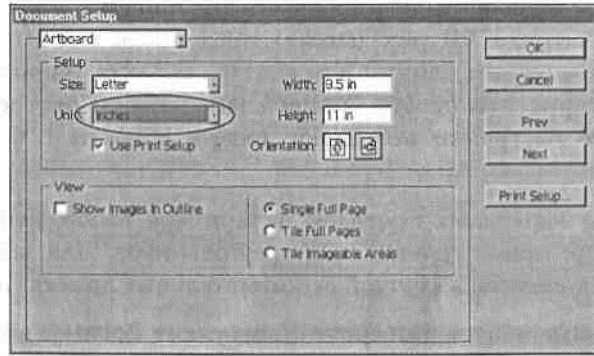 Document Setup
Artboard
Setup
Size: Letter
Width: 8.5 in
Units: Inches
Height: 11 in
Use Print Setup
Orientation:
View
Show Images In Outline
Single Full Page
Tile Full Pages
Tile Imageable Areas
OK
Cancel
Prev
Next
Print Setup...